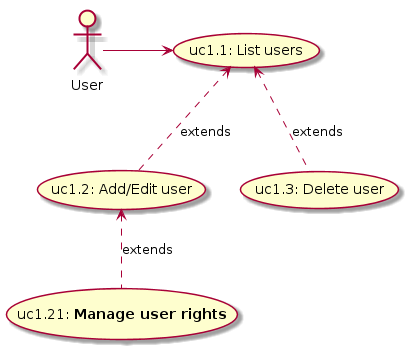 uc1.1: List users
User
extends
extends
uc1.2: Add/Edit user
uc1.3: Delete user
extends
uc1.21: Manage user rights